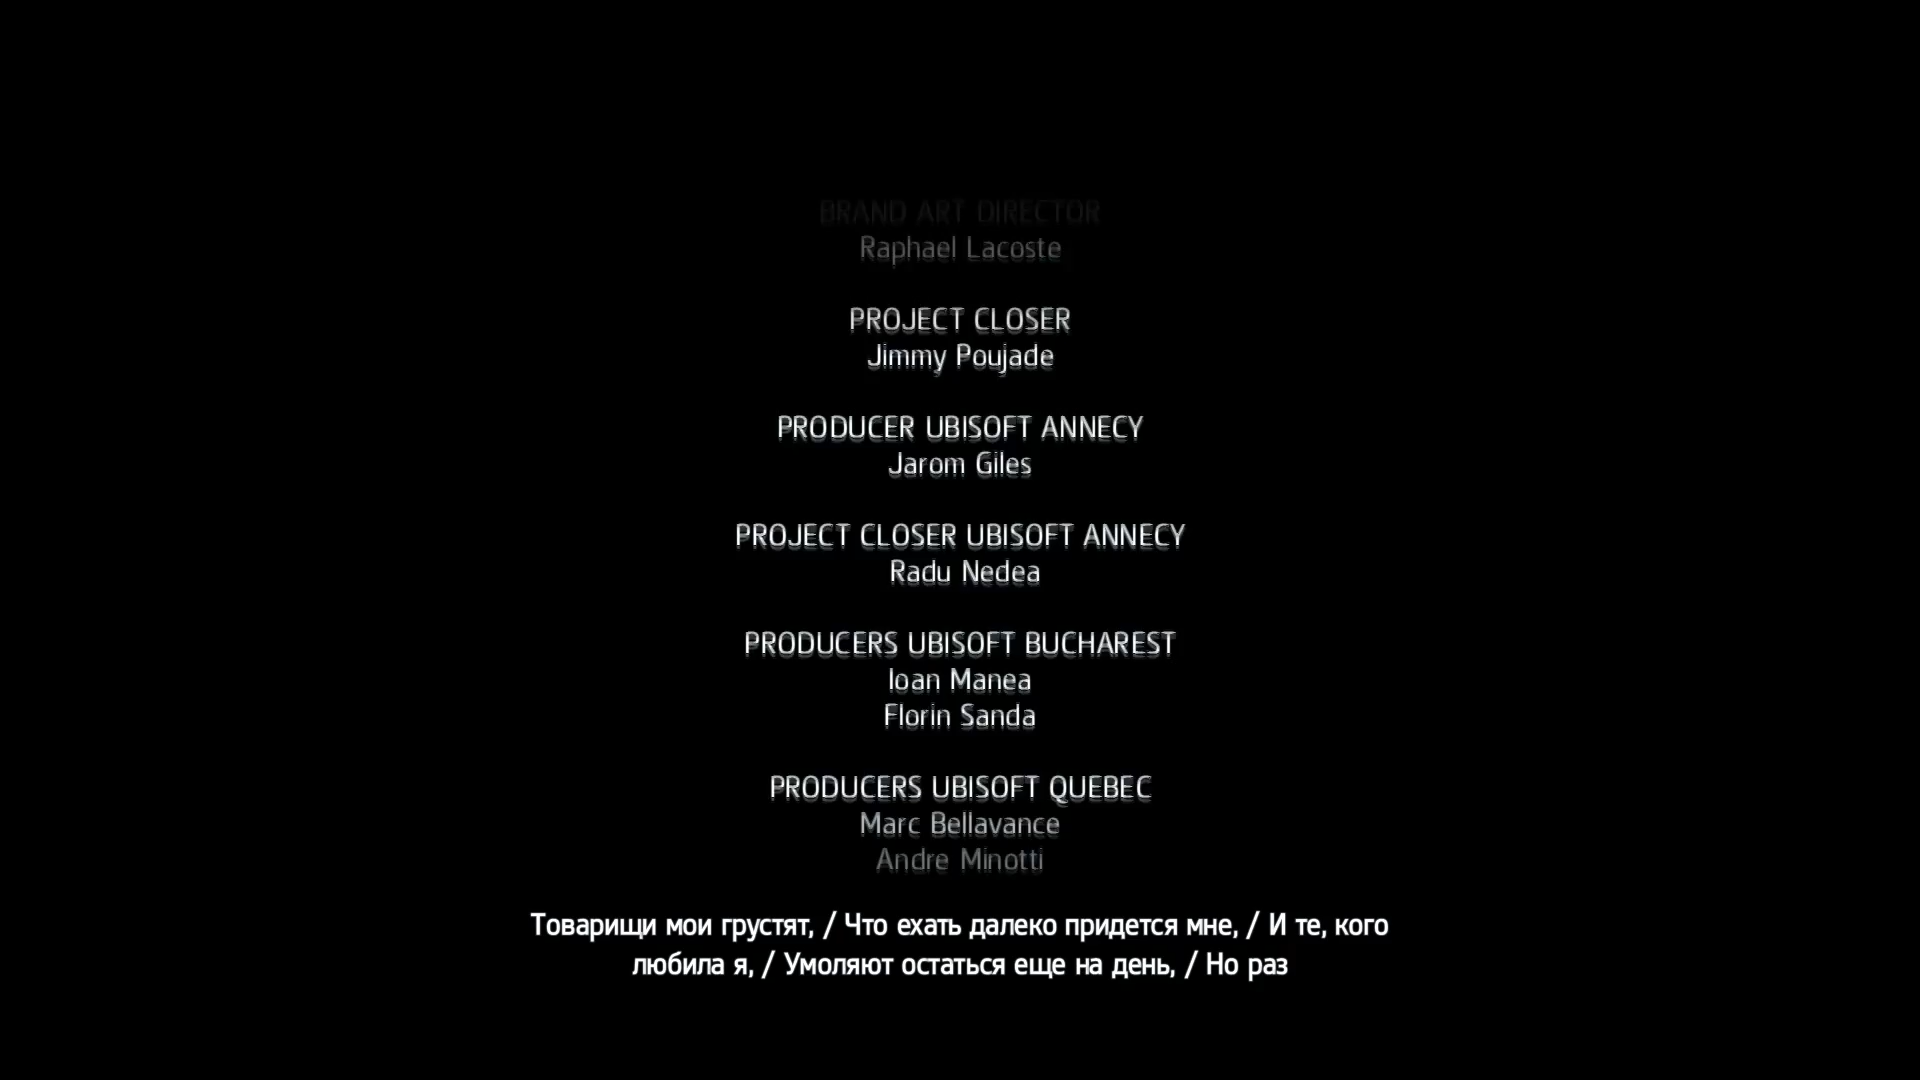 BRAND ART DIRECTOR
Raphael Lacoste
PROJECT CLOSER
Jimmy Poujade
PRODUCER UBISOFT ANNECY
Jarom Giles
PROJECT CLOSER UBISOFT ANNECY
Radu Nedea
PRODUCERS UBISOFT BUCHAREST
Ioan Manea
Florin Sanda
PRODUCERS UBISOFT QUEBEC
Marc Bellavance
Andre Minotti
Товарищи мои грустят, / Что ехать далеко придется мне, / И те, кого
любила я, / Умоляют остаться еще на день, / Но раз